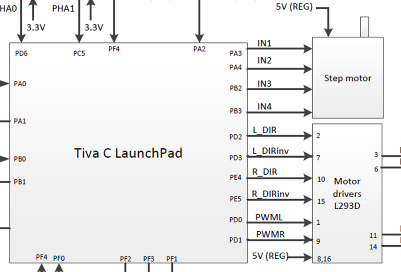 HA0
PHA1
5V (REG)
3.3V
3.3V
PD6
PC5
PF4
PA2
PA3
IN1
PA4
IN2
Step motor
PA0
PB2
IN3
PB3
IN4
PA1
PD2
L_DIR
2
Tiva C LaunchPad
PD3
L_DIRinv
7
3
PB0
6
PE4
R_DIR
10
Motor
drivers
L293D
PB1
PE5
R_DIRinv
15
PD0
PWML
1
PD1
PWMR
9
11
14
5V (REG)
8,16
PF4
PF0
PF2
PF3
PF1